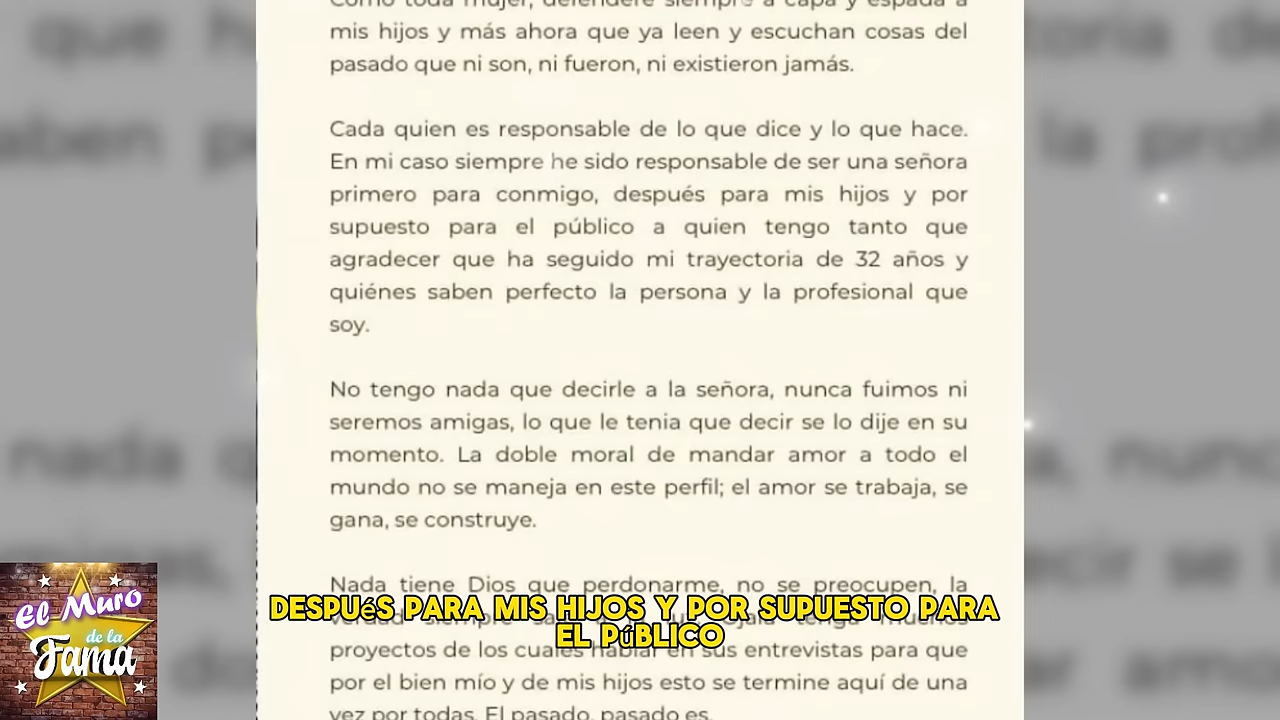 Como toda mujer, defenderé siempre a capa y espada a
mis hijos y más ahora que ya leen y escuchan cosas del
pasado que ni son, ni fueron, ni existieron jamás.
Cada quien es responsable de lo que dice y lo que hace.
En mi caso siempre he sido responsable de ser una señora
primero para conmigo, después para mis hijos y por
supuesto para el público a quien tengo tanto que
agradecer que ha seguido mi trayectoria de 32 años y
quiénes saben perfecto la persona y la profesional que
soy.
No tengo nada que decirle a la señora, nunca fuimos ni
seremos amigas, lo que le tenia que decir se lo dije en su
momento. La doble moral de mandar amor a todo el
mundo no se maneja en este perfil; el amor se trabaja, se
gana, se construye.
Nada tiene Dios que perdonarme, no se preocupen, la
proyectos de los cuales hablar en sus entrevistas para que
por el bien mío y de mis hijos esto se termine aquí de una
vez por todas. El pasado, pasado es.
DESPUéS PARA MIS HIJOS Y POR SUPUESTO PARA
EL PúBLICO
El Muro
de la
Fama